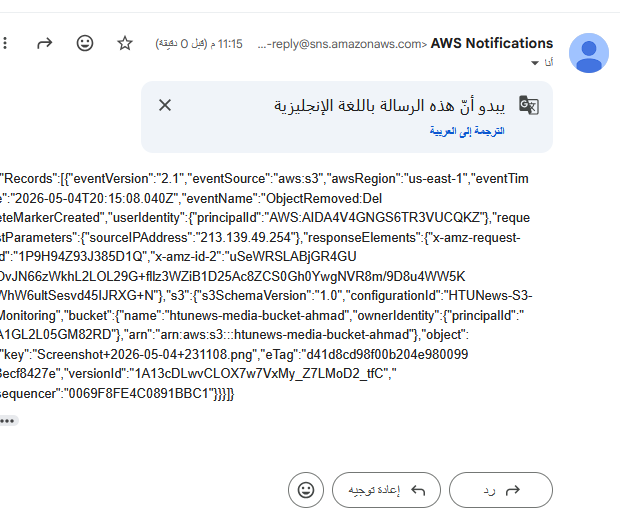 AWS Notifications <...-reply@sns.amazonaws.com
11:15 م (قبل 0 دقيقة)
أنا
يبدو أنّ هذه الرسالة باللغة الإنجليزية
الترجمة إلى العربية
"Records":[{"eventVersion":"2.1","eventSource":"aws:s3","awsRegion":"us-east-1","eventTim
e":"2026-05-04T20:15:08.040Z","eventName":"ObjectRemoved:Del
eteMarkerCreated","userIdentity":{"principalId":"AWS:AIDA4V4GNGS6TR3VUCQKZ"},"reque
stParameters":{"sourceIPAddress":"213.139.49.254"},"responseElements":{"x-amz-request-
id":"1P9H94Z93J385D1Q","x-amz-id-2":"uSeWRSLABjGR4GU
OvJN66zWkhL2LOL29G+fllz3WZiB1D25Ac8ZCS0Gh0YwgNVR8m/9D8u4WW5K
WhW6ultSesvd45IJRXG+N"},"s3":{"s3SchemaVersion":"1.0","configurationId":"HTUNews-S3-
Monitoring","bucket":{"name":"htunews-media-bucket-ahmad","ownerIdentity":{"principalId":"
A1GL2L05GM82RD"},"arn":"arn:aws:s3:::htunews-media-bucket-ahmad"},"object":
"key":"Screenshot+2026-05-04+231108.png","eTag":"d41d8cd98f00b204e980099
8ecf8427e","versionId":"1A13cDLwvCLOX7w7VxMy_Z7LMoD2_tfC","
sequencer":"0069F8FE4C0891BBC1"}}}]}
رد
إعادة توجيه